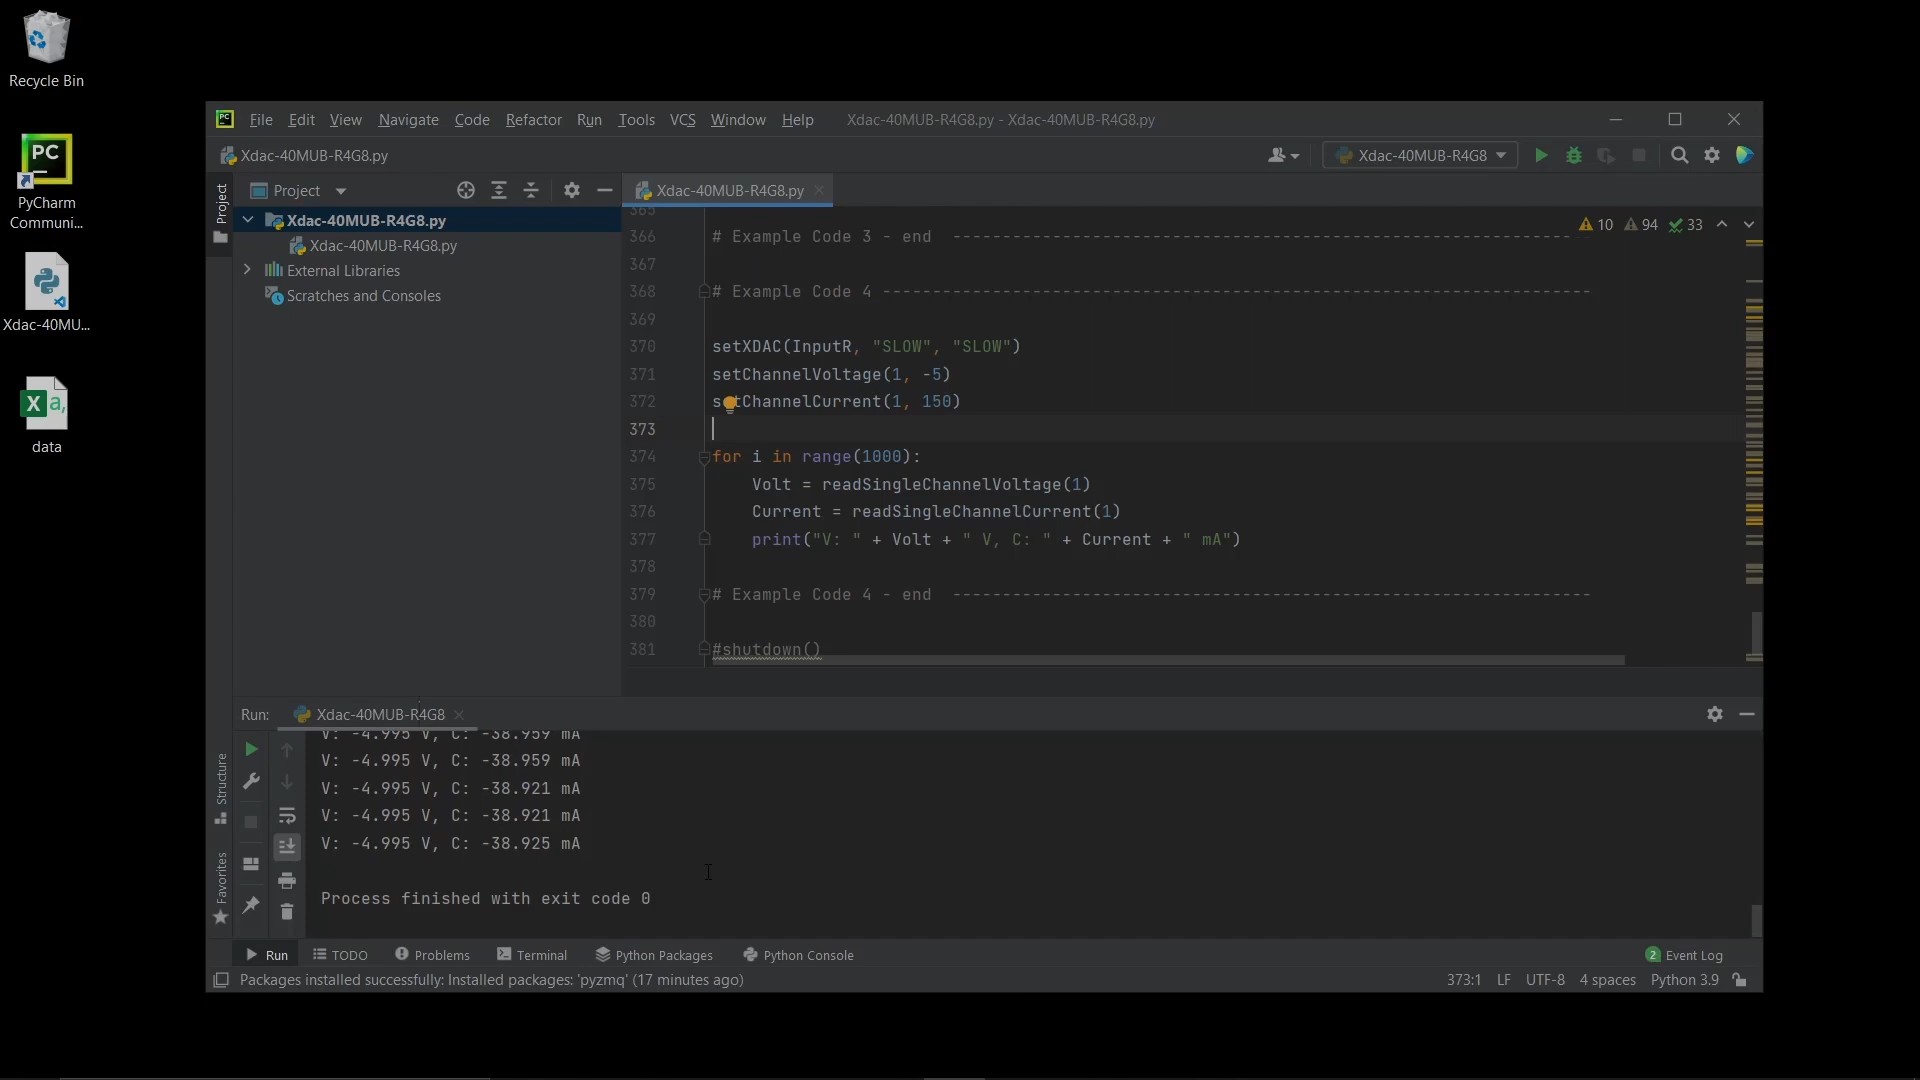 Recycle Bin
PC
PyCharm
Communi...
Xdac-40MU...
X a,
data
PC File Edit View Navigate Code Refactor Run Tools VCS Window Help Xdac-40MUB-R4G8.py - Xdac-40MUB-R4G8.py
Xdac-40MUB-R4G8.py Xdac-40MUB-R4G8
Project Project Xdac-40MUB-R4G8.py
Xdac-40MUB-R4G8.py
Xdac-40MUB-R4G8.py
External Libraries
Scratches and Consoles
10 94 33
365
366 # Example Code 3 - end ----------------------------------------------------------------
367
368 # Example Code 4 -----------------------------------------------------------------------
369
370 setXDAC(InputR, "SLOW", "SLOW")
371 setChannelVoltage(1, -5)
372 setChannelCurrent(1, 150)
373
374 for i in range(1000):
375 Volt = readSingleChannelVoltage(1)
376 Current = readSingleChannelCurrent(1)
377 print("V: " + Volt + " V, C: " + Current + " mA")
378
379 # Example Code 4 - end ----------------------------------------------------------------
380
381 #shutdown()
Run: Xdac-40MUB-R4G8
V: -4.995 V, C: -38.959 mA
V: -4.995 V, C: -38.959 mA
V: -4.995 V, C: -38.921 mA
V: -4.995 V, C: -38.921 mA
V: -4.995 V, C: -38.925 mA
Process finished with exit code 0
Structure
Favorites
Run TODO Problems Terminal Python Packages Python Console 2 Event Log
Packages installed successfully: Installed packages: 'pyzmq' (17 minutes ago) 373:1 LF UTF-8 4 spaces Python 3.9